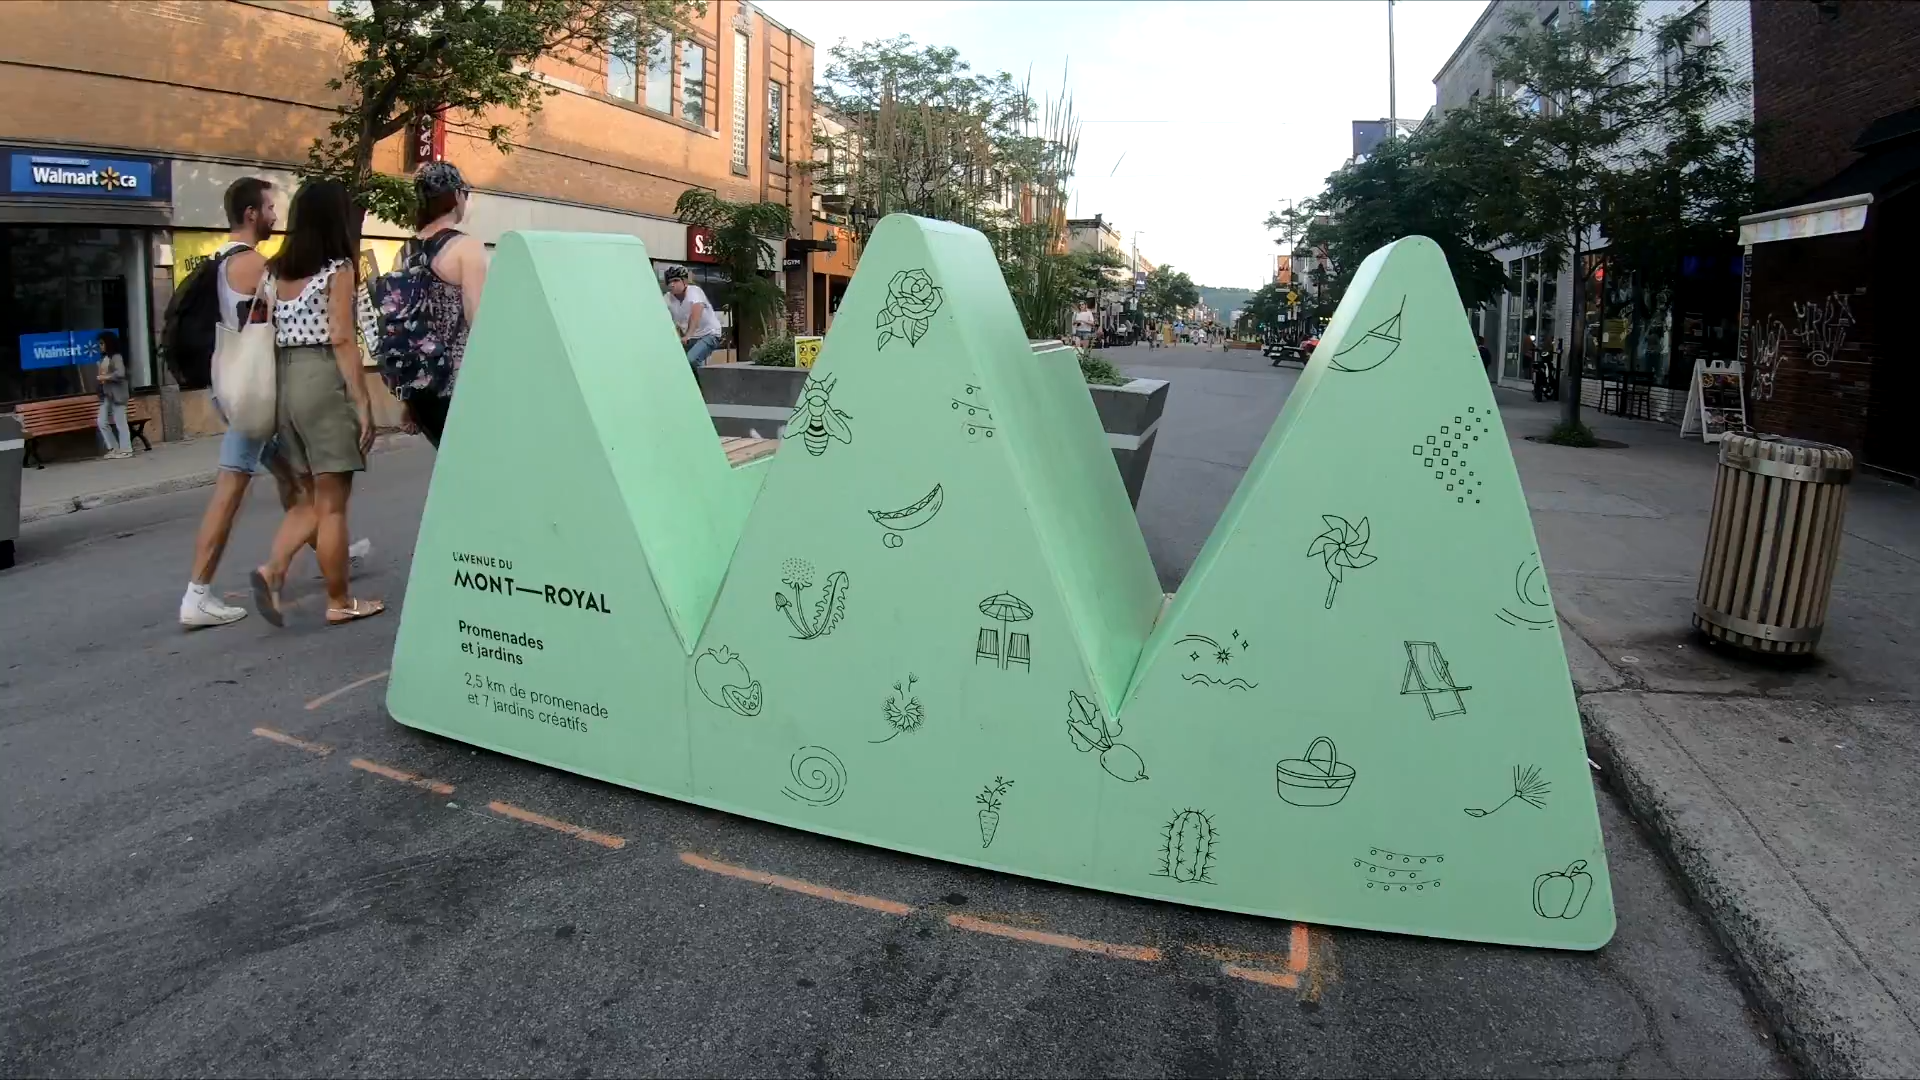 Walmart ca
Walmart
L'AVENUE DU
MONT—ROYAL
Promenades
et jardins
2,5 km de promenade
et 7 jardins créatifs